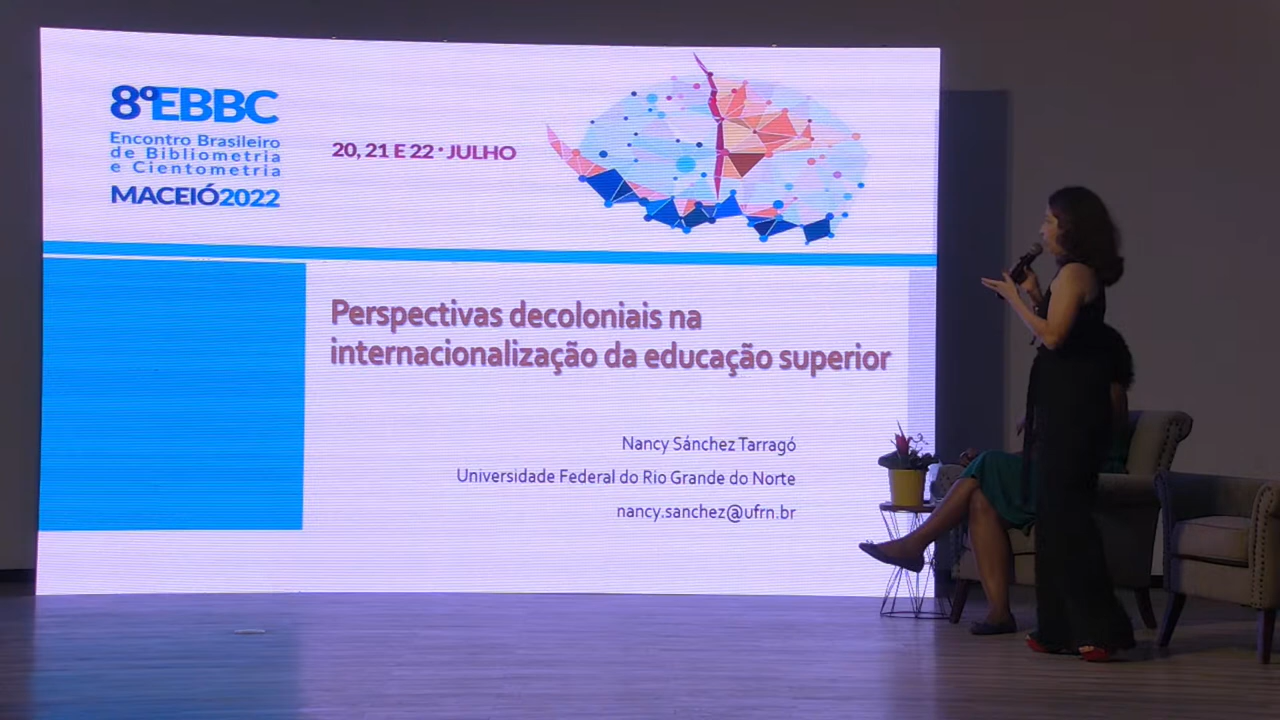 8ºEBBC
Encontro Brasileiro
de Bibliometria
e Cientometria
MACEIÓ2022
20, 21 E 22 • JULHO
Perspectivas decoloniais na
internacionalização da educação superior
Nancy Sánchez Tarragó
Universidade Federal do Rio Grande do Norte
nancy.sanchez@ufrn.br